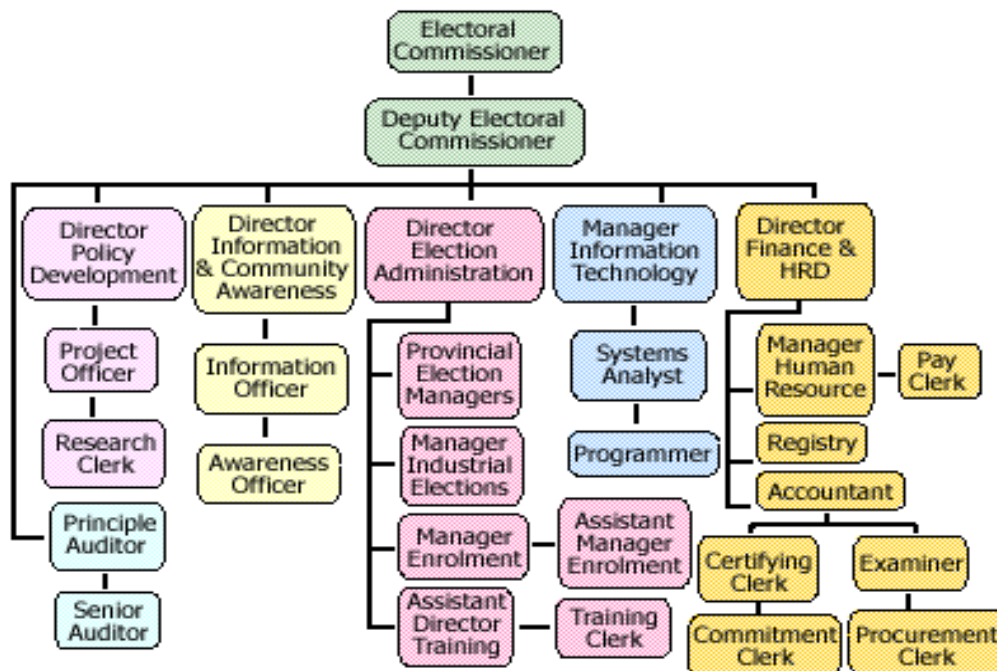 Electoral
Commissioner
Deputy Electoral
Commissioner
Director
Policy
Development
Director
Information
& Community
Awareness
Director
Election
Administration
Manager
Information
Technology
Director
Finance &
HRD
Project
Officer
Research
Clerk
Principle
Auditor
Senior
Auditor
Information
Officer
Awareness
Officer
Provincial
Election
Managers
Manager
Industrial
Elections
Manager
Enrolment
Assistant
Manager
Enrolment
Assistant
Director
Training
Training
Clerk
Systems
Analyst
Programmer
Manager
Human
Resource
Pay
Clerk
Registry
Accountant
Certifying
Clerk
Commitment
Clerk
Examiner
Procurement
Clerk